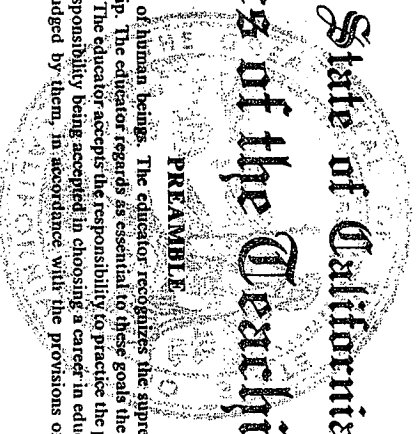 State of California
s of the Teachi
PREAMBLE
of human beings. The educator recognizes the supre
ip. The educator regards as essential to these goals the
The educator accepts the responsibility to practice the p
sponsibility being accepted in choosing a career in edu
udged by them, in accordance with the provisions o